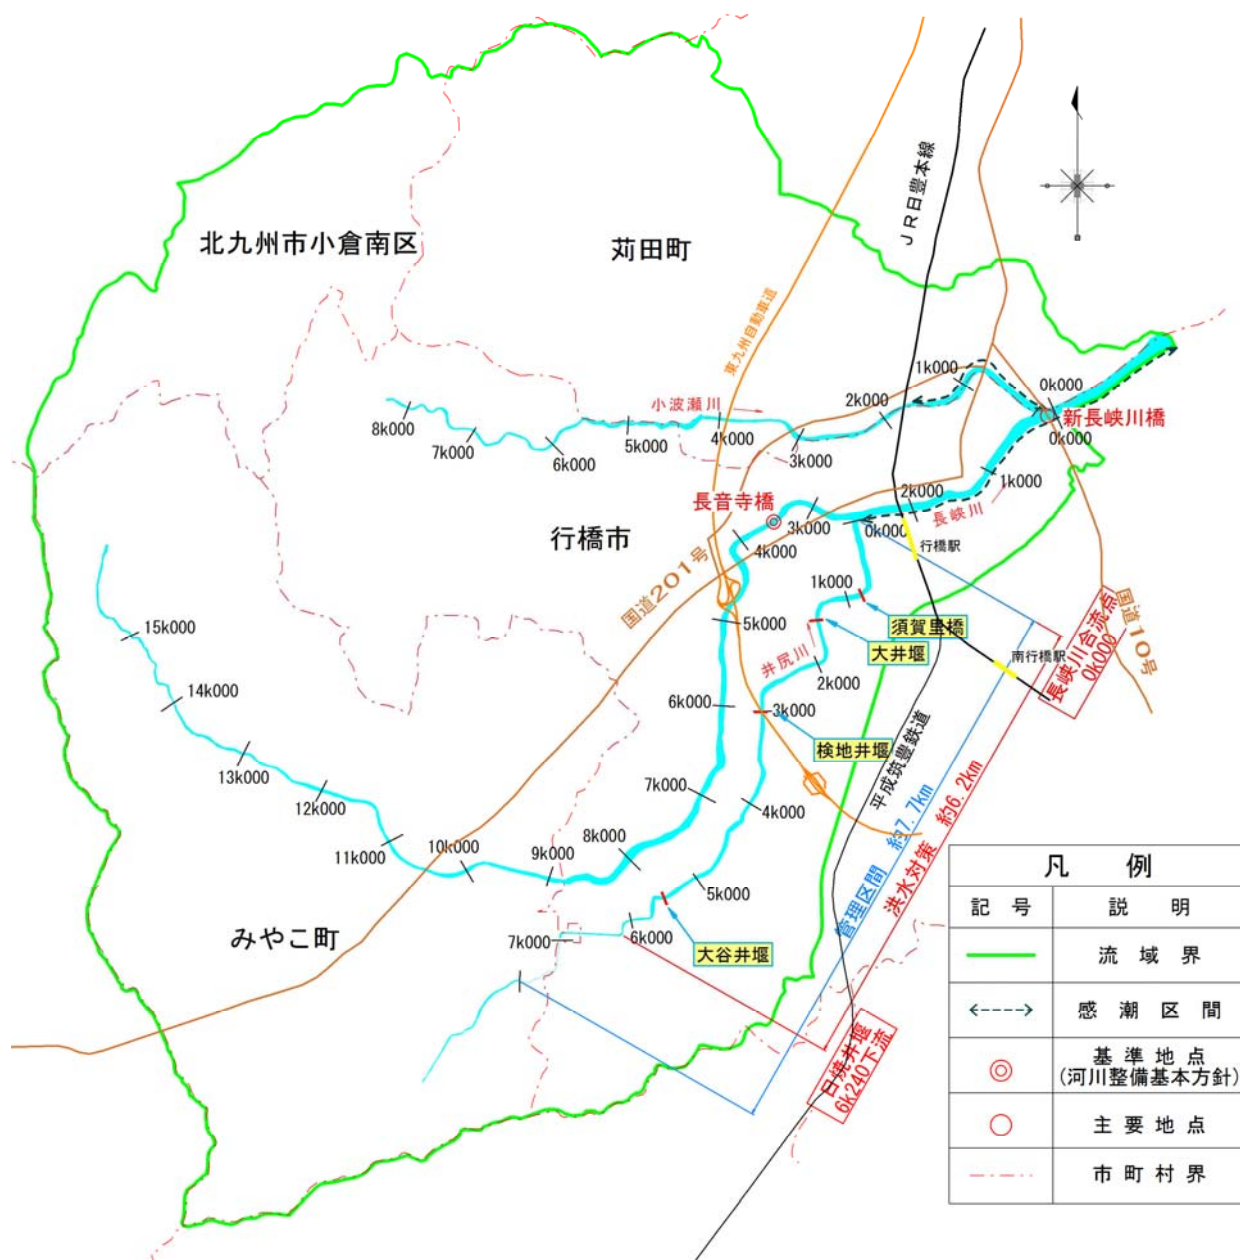 北九州市小倉南区
苅田町
JR日豊本線
東九州自動車道
小波瀬川
8k000
7k000
6k000
5k000
4k000
3k000
2k000
1k000
0k000
新長峡川橋
0k000
1k000
2k000
長峡川
長音寺橋
3k000
4k000
0k000
行橋駅
行橋市
国道201号
5k000
1k000
須賀里橋
大井堰
井尻川
2k000
南行橋駅
国道10号
長峡川合流点
0k000
15k000
14k000
13k000
12k000
11k000
10k000
9k000
8k000
7k000
6k000
3k000
検地井堰
平成筑豊鉄道
4k000
5k000
6k000
7k000
大谷井堰
みやこ町
管理区間 約7.7km
洪水対策 約6.2km
日焼井堰
6k240下流
凡 例
記 号 説 明
流 域 界
感 潮 区 間
基 準 地 点
(河川整備基本方針)
主 要 地 点
市 町 村 界